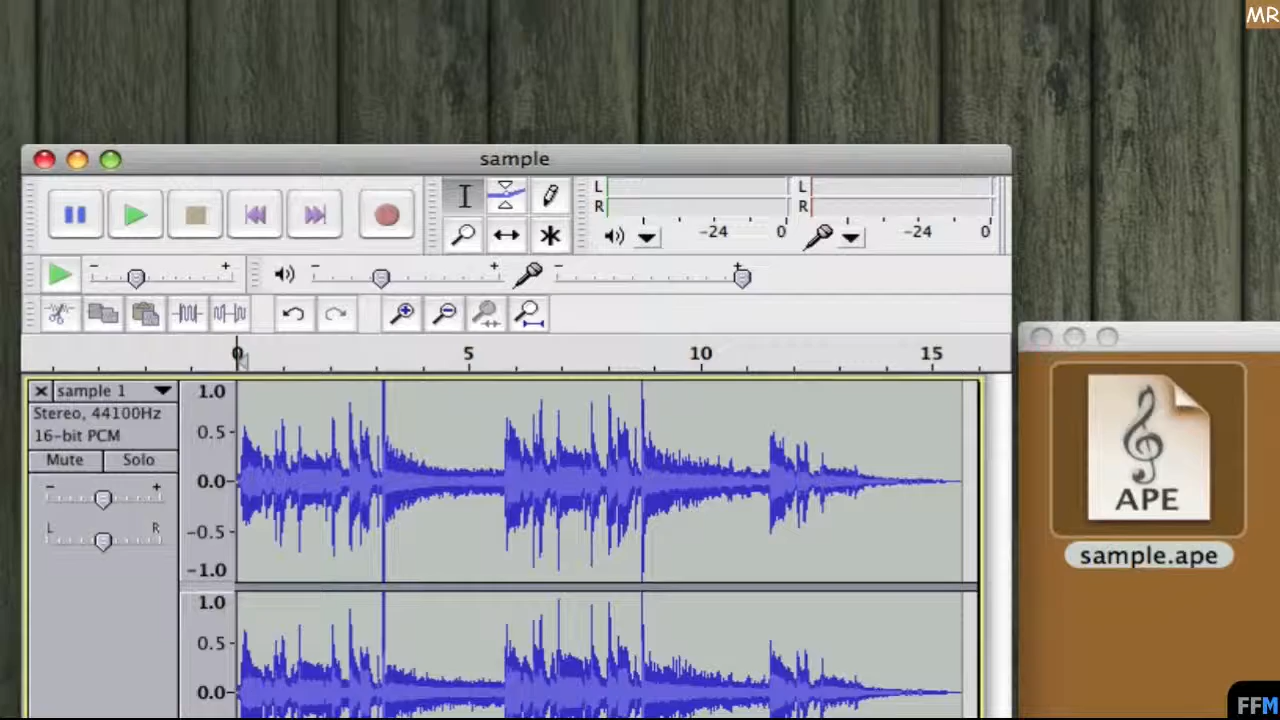 MR
sample
L
R
-24
0
L
R
-24
0
- +
- +
- +
0 5 10 15
sample 1
Stereo, 44100Hz
16-bit PCM
Mute Solo
- +
L R
1.0
0.5
0.0
-0.5
-1.0
1.0
0.5
0.0
APE
sample.ape
FFM